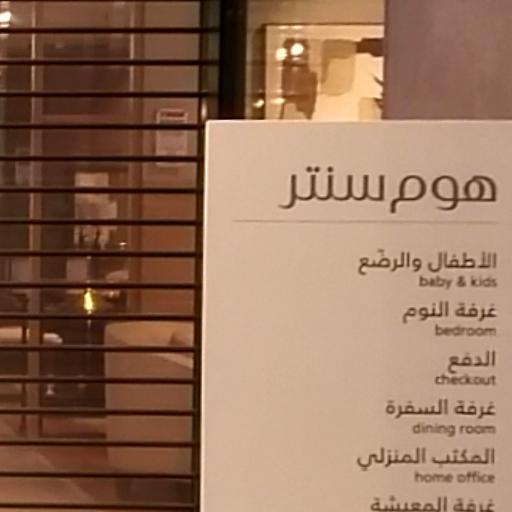 هوم سنتر
الأطفال والرضّع
baby & kids
غرفة النوم
bedroom
الدفع
checkout
غرفة السفرة
dining room
المكتب المنزلي
home office
غرفة المعيشة